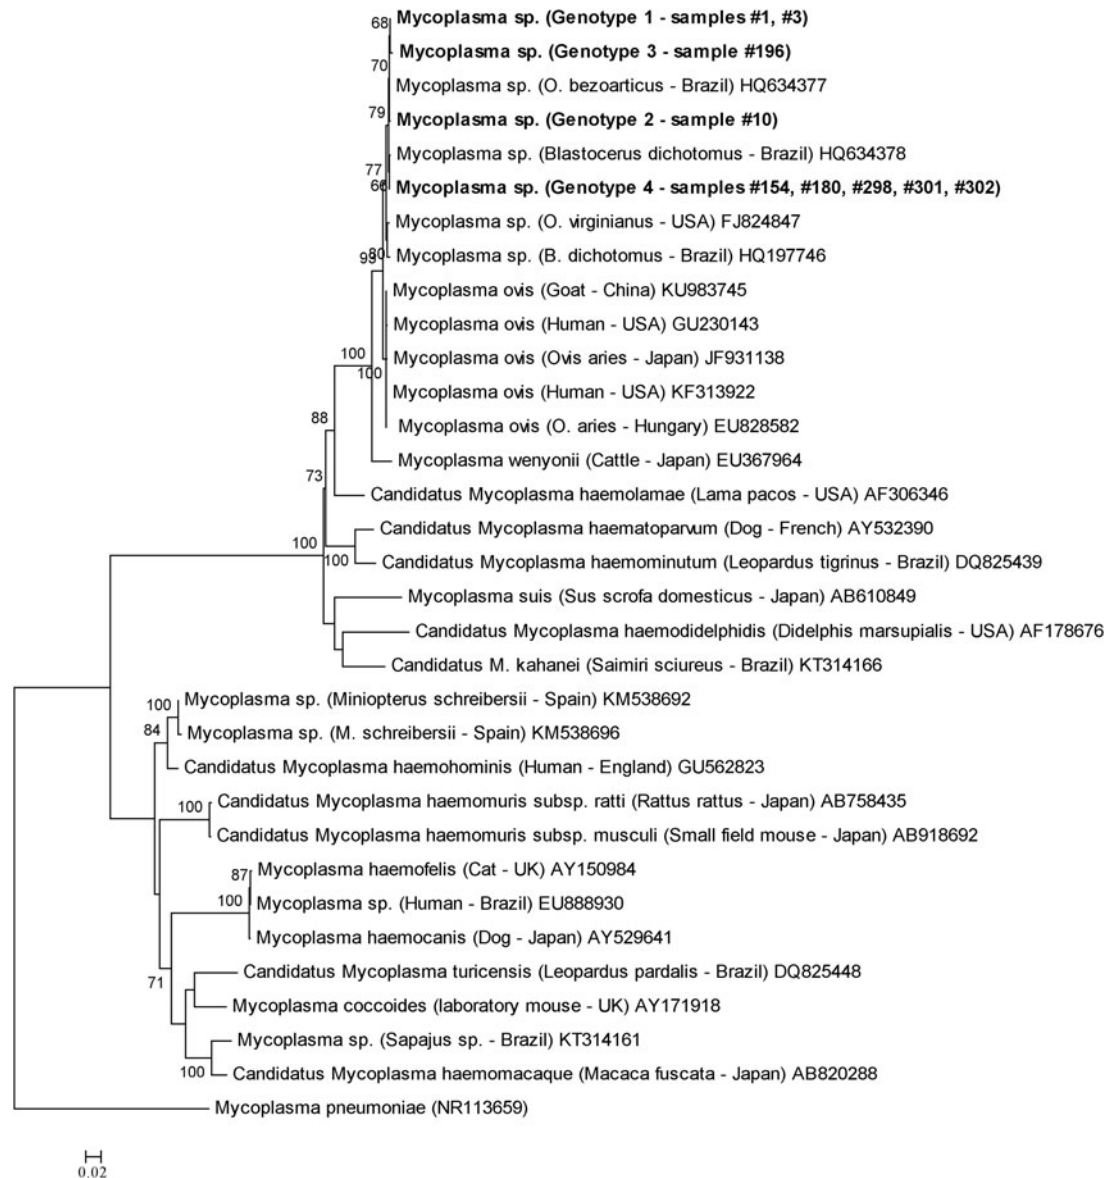 68
Mycoplasma sp. (Genotype 1 - samples #1, #3)
Mycoplasma sp. (Genotype 3 - sample #196)
70
Mycoplasma sp. (O. bezoarticus - Brazil) HQ634377
79
Mycoplasma sp. (Genotype 2 - sample #10)
Mycoplasma sp. (Blastocerus dichotomus - Brazil) HQ634378
77
Mycoplasma sp. (Genotype 4 - samples #154, #180, #298, #301, #302)
Mycoplasma sp. (O. virginianus - USA) FJ824847
Mycoplasma sp. (B. dichotomus - Brazil) HQ197746
Mycoplasma ovis (Goat - China) KU983745
Mycoplasma ovis (Human - USA) GU230143
100
Mycoplasma ovis (Ovis aries - Japan) JF931138
100
Mycoplasma ovis (Human - USA) KF313922
88
Mycoplasma ovis (O. aries - Hungary) EU828582
Mycoplasma wenyonii (Cattle - Japan) EU367964
73
Candidatus Mycoplasma haemolamae (Lama pacos - USA) AF306346
Candidatus Mycoplasma haematoparvum (Dog - French) AY532390
100
100
Candidatus Mycoplasma haemominutum (Leopardus tigrinus - Brazil) DQ825439
Mycoplasma suis (Sus scrofa domesticus - Japan) AB610849
Candidatus Mycoplasma haemodidelphidis (Didelphis marsupialis - USA) AF178676
Candidatus M. kahanei (Saimiri sciureus - Brazil) KT314166
100
Mycoplasma sp. (Miniopterus schreibersii - Spain) KM538692
84
Mycoplasma sp. (M. schreibersii - Spain) KM538696
Candidatus Mycoplasma haemohominis (Human - England) GU562823
100
Candidatus Mycoplasma haemomuris subsp. ratti (Rattus rattus - Japan) AB758435
Candidatus Mycoplasma haemomuris subsp. musculi (Small field mouse - Japan) AB918692
87
Mycoplasma haemofelis (Cat - UK) AY150984
100
Mycoplasma sp. (Human - Brazil) EU888930
Mycoplasma haemocanis (Dog - Japan) AY529641
71
Candidatus Mycoplasma turicensis (Leopardus pardalis - Brazil) DQ825448
Mycoplasma coccoides (laboratory mouse - UK) AY171918
Mycoplasma sp. (Sapajus sp. - Brazil) KT314161
100
Candidatus Mycoplasma haemomacaque (Macaca fuscata - Japan) AB820288
Mycoplasma pneumoniae (NR113659)
0.02